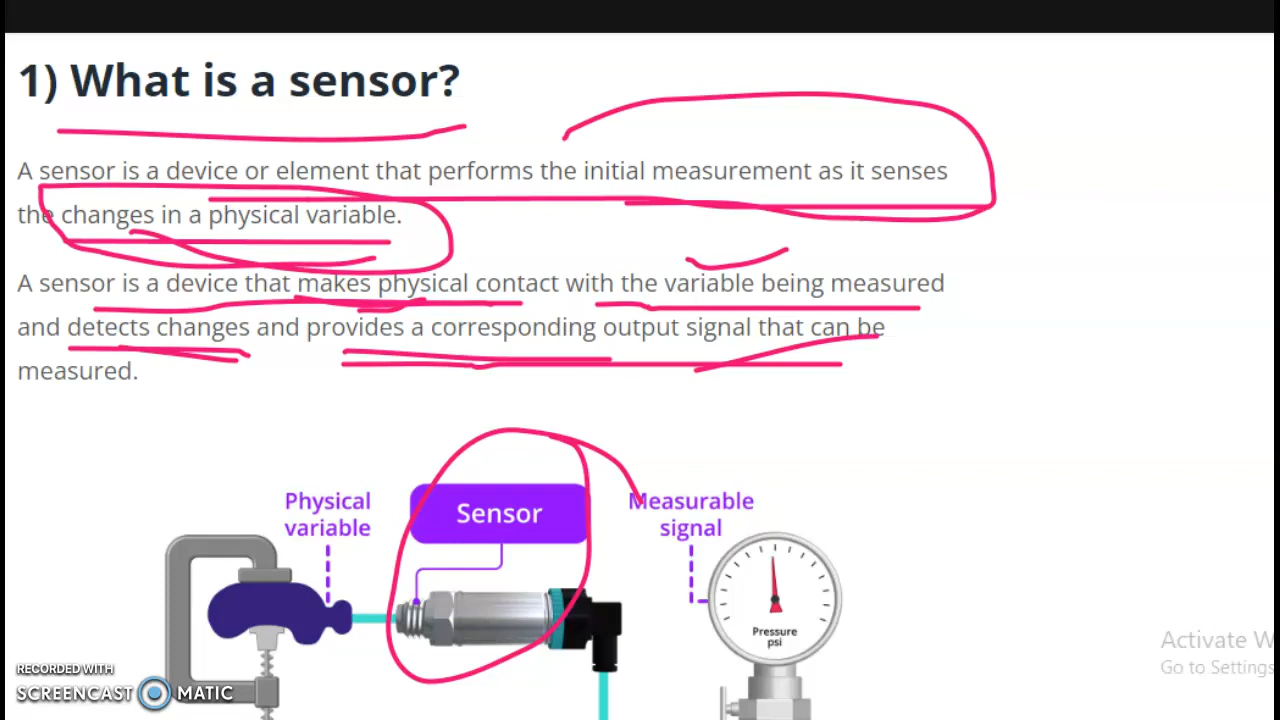 1) What is a sensor?
A sensor is a device or element that performs the initial measurement as it senses
the changes in a physical variable.
A sensor is a device that makes physical contact with the variable being measured
and detects changes and provides a corresponding output signal that can be
measured.
Physical
variable
Sensor
Measurable
signal
Pressure
psi
Activate W
Go to Settings
RECORDED WITH
SCREENCAST MATIC